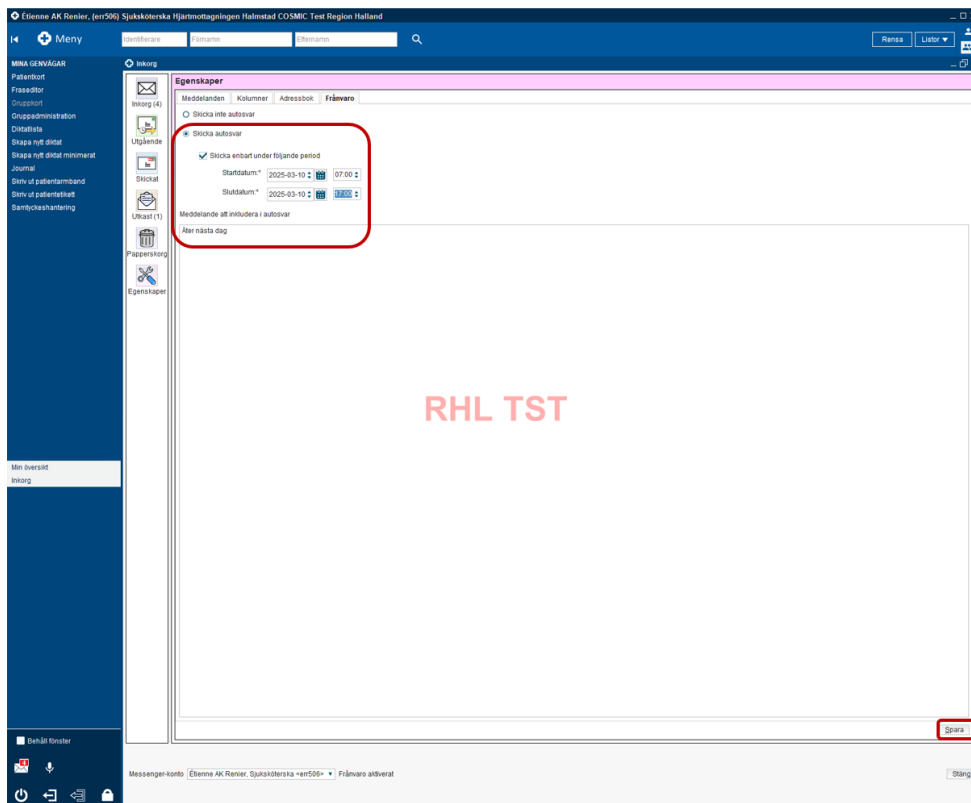 Étienne AK Renier, (err506) Sjuksköterska Hjärtmottagningen Halmstad COSMIC Test Region Halland
Meny
Identifierare Förnamn Efternamn
Rensa Listor
MINA GENVÄGAR
Patientkort
Fraseditor
Gruppkort
Gruppadministration
Diktatlista
Skapa nytt diktat
Skapa nytt diktat minimerat
Journal
Skriv ut patientarmband
Skriv ut patientetikett
Samtyckeshantering
Min översikt
Inkorg
Behåll fönster
4
Inkorg
Inkorg (4)
Utgående
Skickat
Utkast (1)
Papperskorg
Egenskaper
Egenskaper
Meddelanden Kolumner Adressbok Frånvaro
Skicka inte autosvar
Skicka autosvar
Skicka enbart under följande period
Startdatum:* 2025-03-10 07:00
Slutdatum:* 2025-03-10 17:00
Meddelande att inkludera i autosvar
Åter nästa dag
RHL TST
Spara
Messenger-konto Étienne AK Renier, Sjuksköterska <err506> Frånvaro aktiverat
Stäng